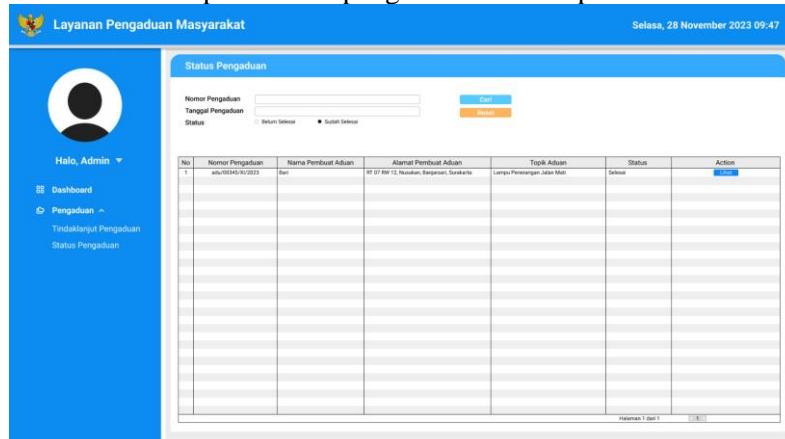 Layanan Pengaduan Masyarakat
Selasa, 28 November 2023 09:47
Status Pengaduan
Nomor Pengaduan
Cari
Tanggal Pengaduan
Reset
Status Belum Selesai Sudah Selesai
Halo, Admin
Dashboard
Pengaduan
Tindaklanjut Pengaduan
Status Pengaduan
No Nomor Pengaduan Nama Pembuat Aduan Alamat Pembuat Aduan Topik Aduan Status Action
1 adu/00345/XI/2023 Bari RT 07 RW 12, Nusukan, Banjarsari, Surakarta Lampu Penerangan Jalan Mati Selesai Lihat
Halaman 1 dari 1 1